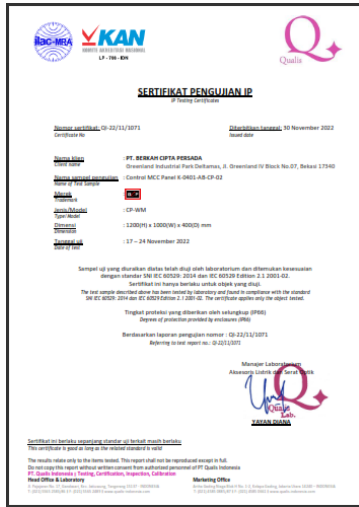 ilac-MRA
KAN
KOMITE AKREDITASI NASIONAL
LP - 766 - IDN
Qualis
SERTIFIKAT PENGUJIAN IP
IP Testing Certificates
Nomor sertifikat: QI-22/11/1071
Certificate No
Diterbitkan tanggal: 30 November 2022
Issued date
Nama klien : PT. BERKAH CIPTA PERSADA
Client name
Greenland Industrial Park Deltamas, Jl. Greenland IV Block No.07, Bekasi 17540
Nama sampel pengujian : Control MCC Panel 6-0401-AB-CP-02
Name of Test Sample
Merek :
Trademark
Jenis/Model : CP-WM
Type/Model
Dimensi : 1200(H) x 1000(W) x 400(D) mm
Dimension
Tanggal uji : 17 – 24 November 2022
Date of test
Sampel uji yang diuraikan diatas telah diuji oleh laboratorium dan ditemukan kesesuaian
dengan standar SNI IEC 60529: 2014 dan IEC 60529 Edition 2.1 2001-02.
Sertifikat ini hanya berlaku untuk objek yang diuji.
The test sample described above has been tested by laboratory and found in compliance with the standard
SNI IEC 60529: 2014 dan IEC 60529 Edition 2.1 2001-02. The certificate applies only the object tested.
Tingkat proteksi yang diberikan oleh selungkup (IP66)
Degrees of protection provided by enclosures (IP66)
Berdasarkan laporan pengujian nomor : QI-22/11/1071
Referring to test report no.: QI-22/11/1071
Manajer Laboratorium
Aksesoris Listrik dan Serat Optik
Qualis
Lab.
YAYAN DIANA
Sertifikat ini berlaku sepanjang standar uji terkait masih berlaku
This certificate is good as long as the related standard is valid
The results relate only to the items tested. This report shall not be reproduced except in full.
Do not copy this report without written consent from authorized personnel of PT Qualis Indonesia
PT. Qualis Indonesia : Testing, Certification, Inspection, Calibration
Head Office & Laboratory
Marketing Office